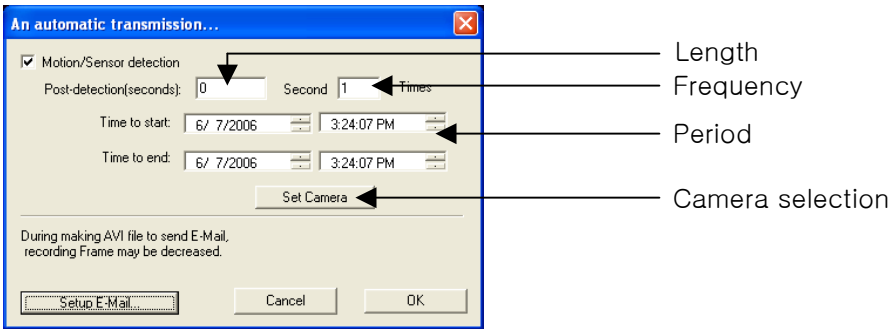 An automatic transmission...
Motion/Sensor detection
Length
Post-detection(seconds): 0 Second 1 Times
Frequency
Time to start: 6/ 7/2006 3:24:07 PM
Period
Time to end: 6/ 7/2006 3:24:07 PM
Set Camera
Camera selection
During making AVI file to send E-Mail,
recording Frame may be decreased.
Setup E-Mail...
Cancel
OK